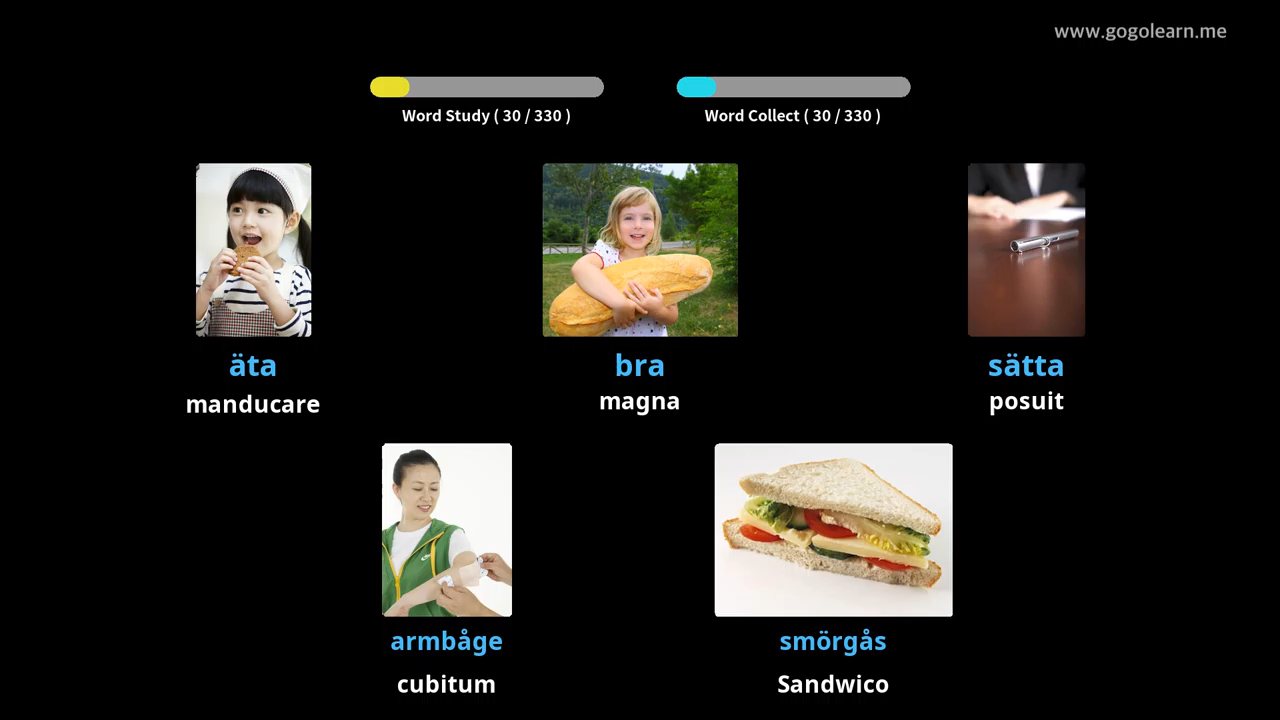 www.gogolearn.me
Word Study ( 30 / 330 )
Word Collect ( 30 / 330 )
äta
manducare
bra
magna
sätta
posuit
armbåge
cubitum
smörgås
Sandwico